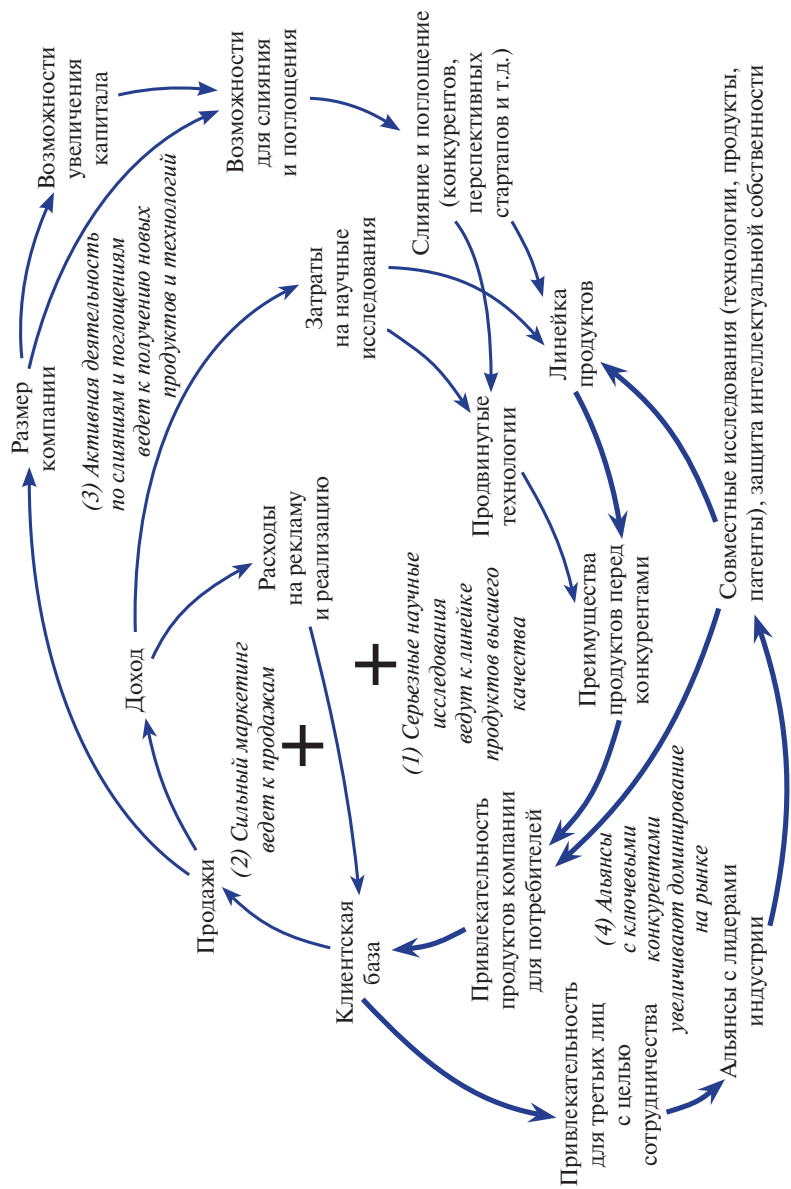 Размер
компании
Возможности
увеличения
капитала
(3) Активная деятельность
по слияниям и поглощениям
ведет к получению новых
продуктов и технологий
Возможности
для слияния
и поглощения
Продажи
Доход
(2) Сильный маркетинг
ведет к продажам
+
Расходы
на рекламу
и реализацию
Затраты
на научные
исследования
Слияние и поглощение
(конкурентов,
перспективных
стартапов и т.д.)
Клиентская
база
+
(1) Серьезные научные
исследования
ведут к линейке
продуктов высшего
качества
Продвинутые
технологии
Линейка
продуктов
Привлекательность
продуктов компании
для потребителей
Преимущества
продуктов перед
конкурентами
Привлекательность
для третьих лиц
с целью
сотрудничества
(4) Альянсы
с ключевыми
конкурентами
увеличивают доминирование
на рынке
Альянсы с лидерами
индустрии
Совместные исследования (технологии, продукты,
патенты), защита интеллектуальной собственности